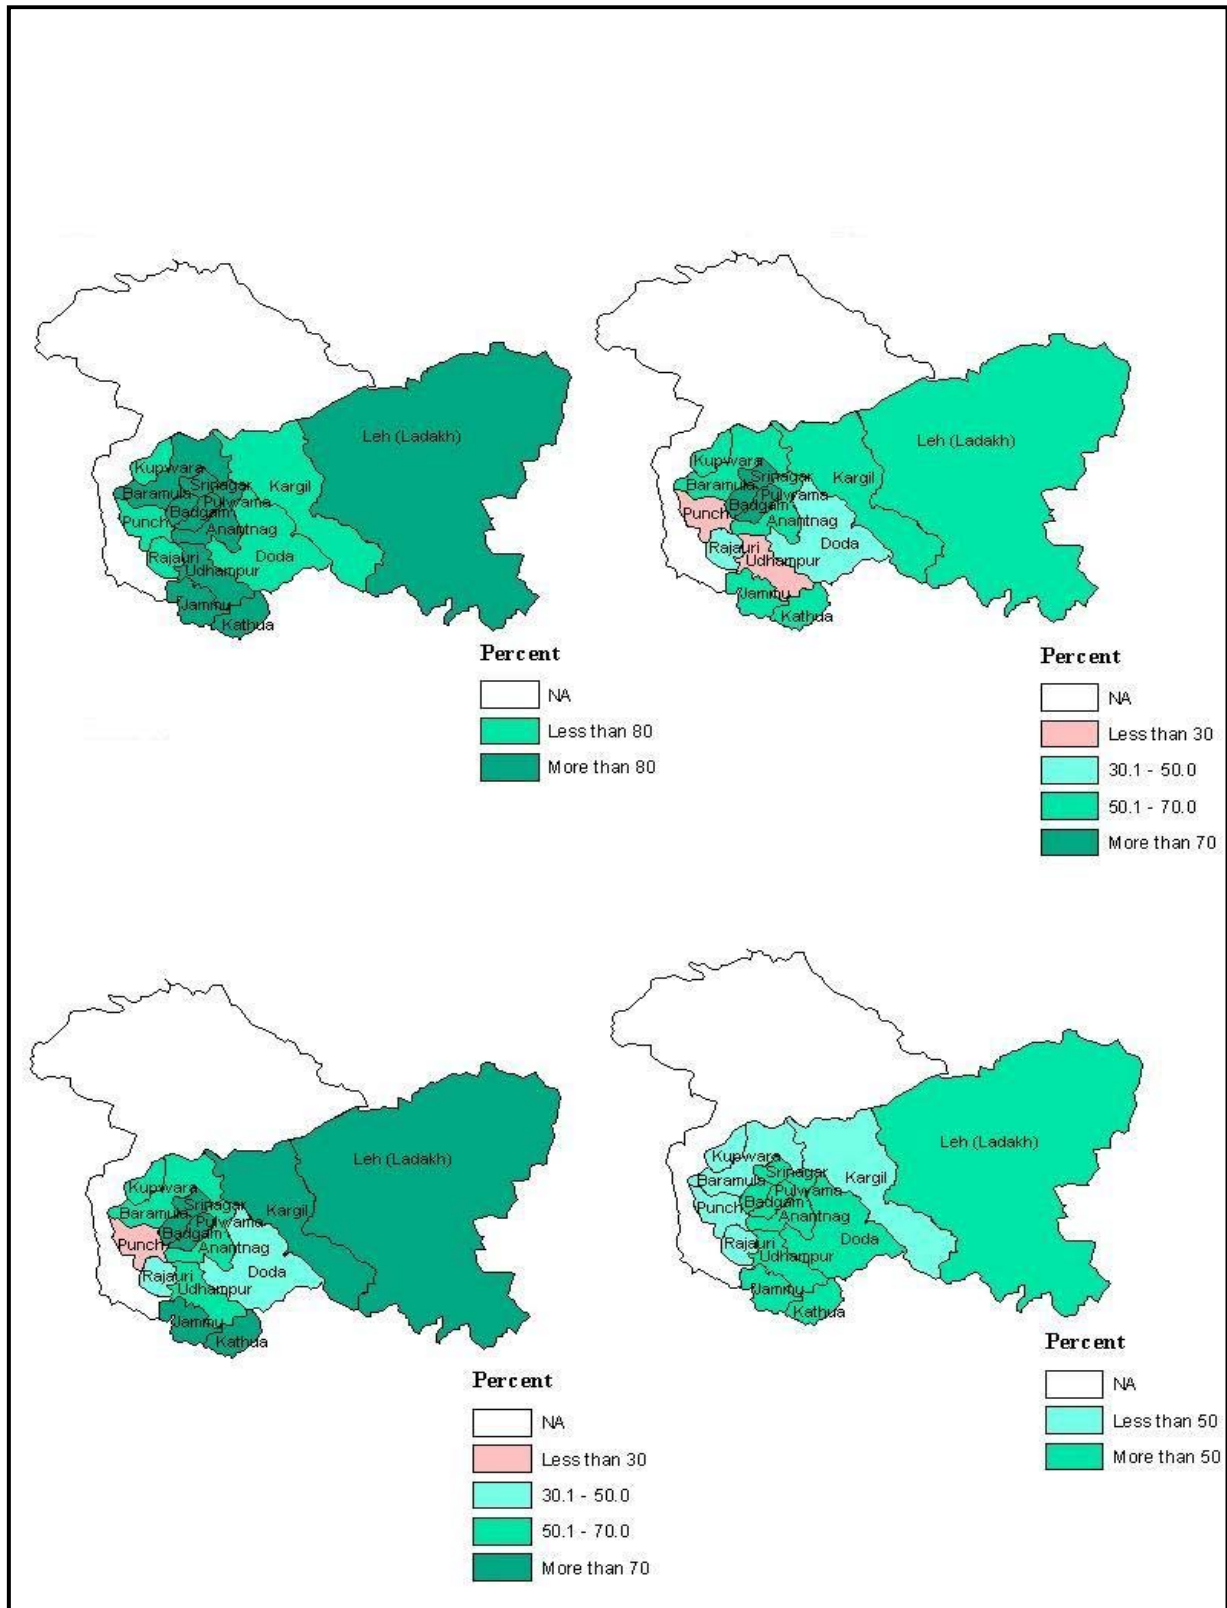 Leh (Ladakh)
Kupwara
Srinagar
Kargil
Baramula
Pulwama
Badgam
Punch
Anantnag
Rajauri
Doda
Udhampur
Jammu
Kathua
Percent
NA
Less than 80
More than 80
Leh (Ladakh)
Kupwara
Srinagar
Kargil
Baramula
Pulwama
Badgam
Punch
Anantnag
Rajauri
Doda
Udhampur
Jammu
Kathua
Percent
NA
Less than 30
30.1 - 50.0
50.1 - 70.0
More than 70
Leh (Ladakh)
Kupwara
Srinagar
Kargil
Baramula
Pulwama
Badgam
Punch
Anantnag
Rajauri
Doda
Udhampur
Jammu
Kathua
Percent
NA
Less than 30
30.1 - 50.0
50.1 - 70.0
More than 70
Leh (Ladakh)
Kupwara
Srinagar
Kargil
Baramula
Pulwama
Badgam
Punch
Anantnag
Rajauri
Doda
Udhampur
Jammu
Kathua
Percent
NA
Less than 50
More than 50